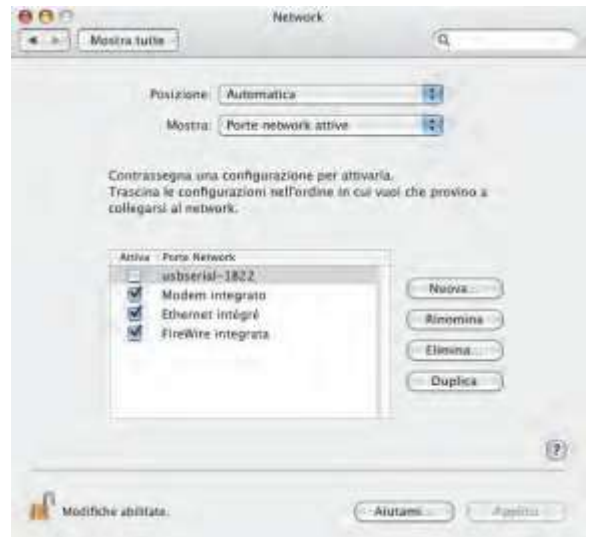 Network
Mostra tutte
Posizione: Automatica
Mostra: Porte network attive
Contrassegna una configurazione per attivarla.
Trascina le configurazioni nell'ordine in cui vuoi che provino a
collegarsi al network.
Attiva Porte Network
usbserial-1822
Modem integrato
Ethernet intégré
FireWire integrata
Nuova...
Rinomina
Elimina...
Duplica
?
Modifiche abilitate.
Aiutami...
Applica